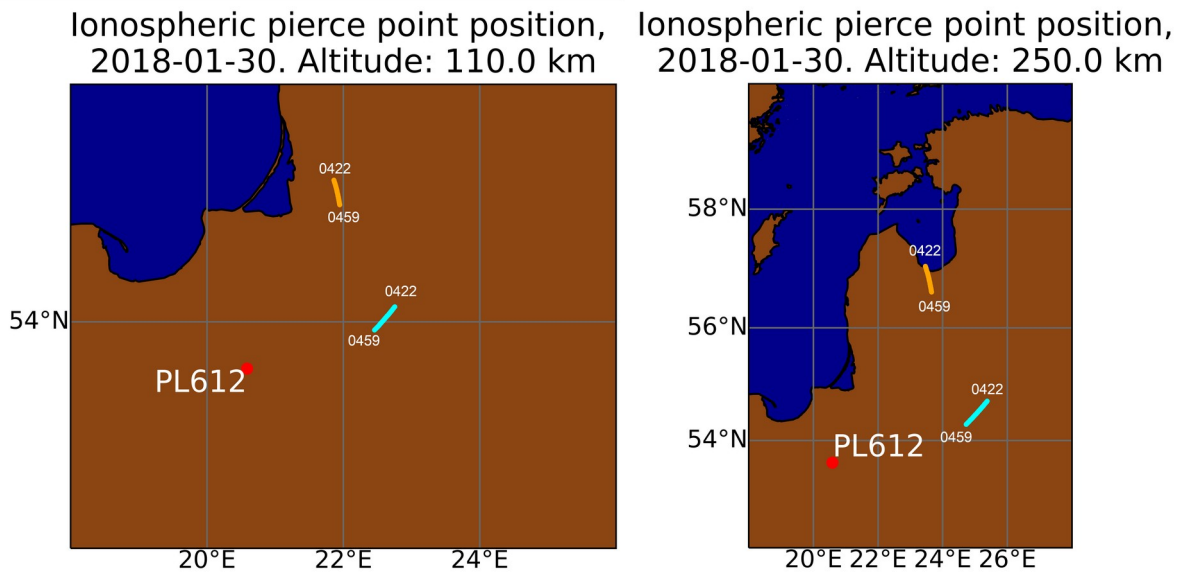 Ionospheric pierce point position,
2018-01-30. Altitude: 110.0 km
0422
0459
0422
54°N
0459
PL612
20°E 22°E 24°E
Ionospheric pierce point position,
2018-01-30. Altitude: 250.0 km
58°N
0422
0459
56°N
0422
54°N
0459
PL612
20°E 22°E 24°E 26°E